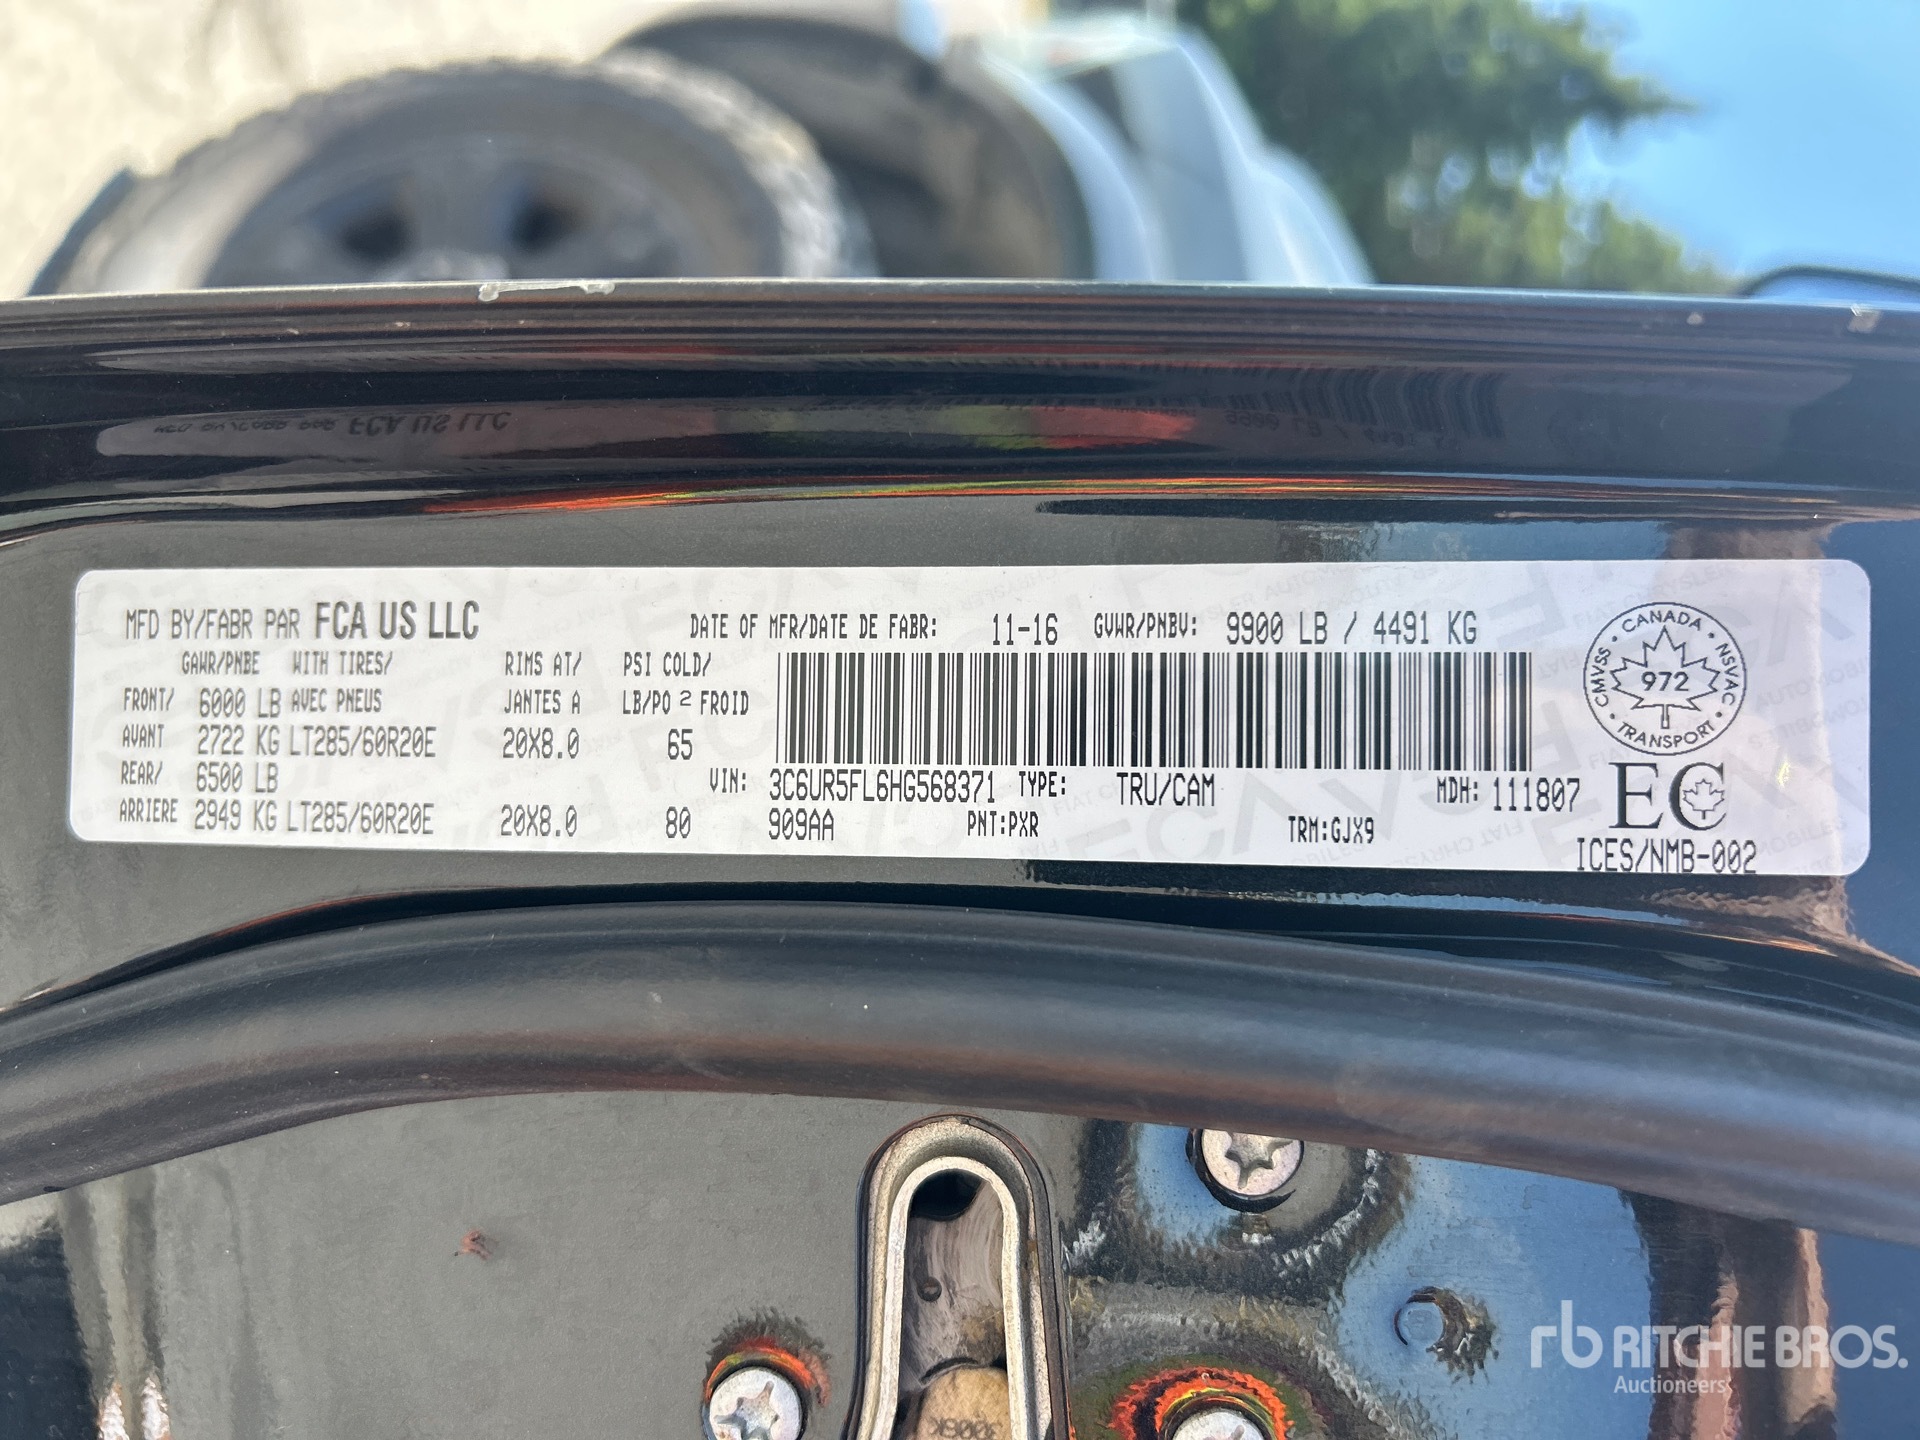 MFD BY/FABR PAR FCA US LLC
DATE OF MFR/DATE DE FABR: 11-16 GVWR/PNBV: 9900 LB / 4491 KG
GAWR/PNBE WITH TIRES/ RIMS AT/ PSI COLD/
FRONT/ 6000 LB AVEC PNEUS JANTES A LB/PO 2 FROID
AVANT 2722 KG LT285/60R20E 20X8.0 65
REAR/ 6500 LB
ARRIERE 2949 KG LT285/60R20E 20X8.0 80
VIN: 3C6UR5FL6HG568371 TYPE: TRU/CAM MDH: 111807
909AA PNT:PXR TRM:GJX9
CANADA
CMVSS NSVAC
972
TRANSPORT
EC
ICES/NMB-002
rb RITCHIE BROS.
Auctioneers